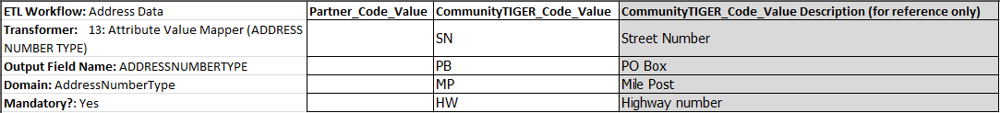 ETL Workflow: Address Data
Partner_Code_Value
CommunityTIGER_Code_Value
CommunityTIGER_Code_Value Description (for reference only)
Transformer: 13: Attribute Value Mapper (ADDRESS
NUMBER TYPE)
SN
Street Number
Output Field Name: ADDRESSNUMBERTYPE
PB
PO Box
Domain: AddressNumberType
MP
Mile Post
Mandatory?: Yes
HW
Highway number